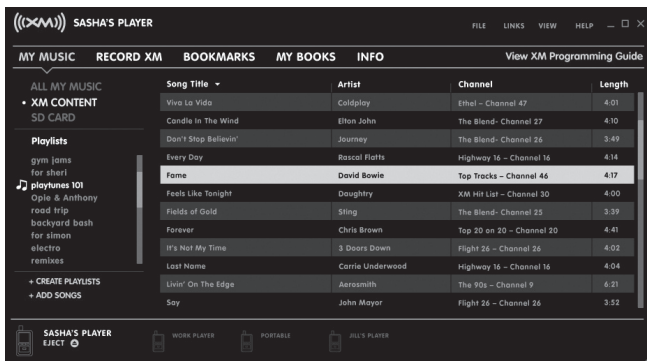 ((XM)) SASHA'S PLAYER
FILE LINKS VIEW HELP
MY MUSIC RECORD XM BOOKMARKS MY BOOKS INFO View XM Programming Guide
ALL MY MUSIC
• XM CONTENT
SD CARD
Playlists
gym jams
for sheri
playtunes 101
Opie & Anthony
road trip
backyard bash
for simon
electro
remixes
+ CREATE PLAYLISTS
+ ADD SONGS
Song Title Artist Channel Length
Viva La Vida Coldplay Ethel – Channel 47 4:01
Candle In The Wind Elton John The Blend- Channel 27 4:10
Don't Stop Believin' Journey The Blend- Channel 26 3:49
Every Day Rascal Flatts Highway 16 – Channel 16 4:14
Fame David Bowie Top Tracks – Channel 46 4:17
Feels Like Tonight Daughtry XM Hit List – Channel 30 4:00
Fields of Gold Sting The Blend- Channel 25 3:39
Forever Chris Brown Top 20 on 20 – Channel 20 4:41
It's Not My Time 3 Doors Down Flight 26 – Channel 26 4:02
Last Name Carrie Underwood Highway 16 – Channel 16 4:04
Livin' On The Edge Aerosmith The 90s – Channel 9 6:21
Say John Mayor Flight 26 – Channel 26 3:52
SASHA'S PLAYER
EJECT
WORK PLAYER PORTABLE JILL'S PLAYER